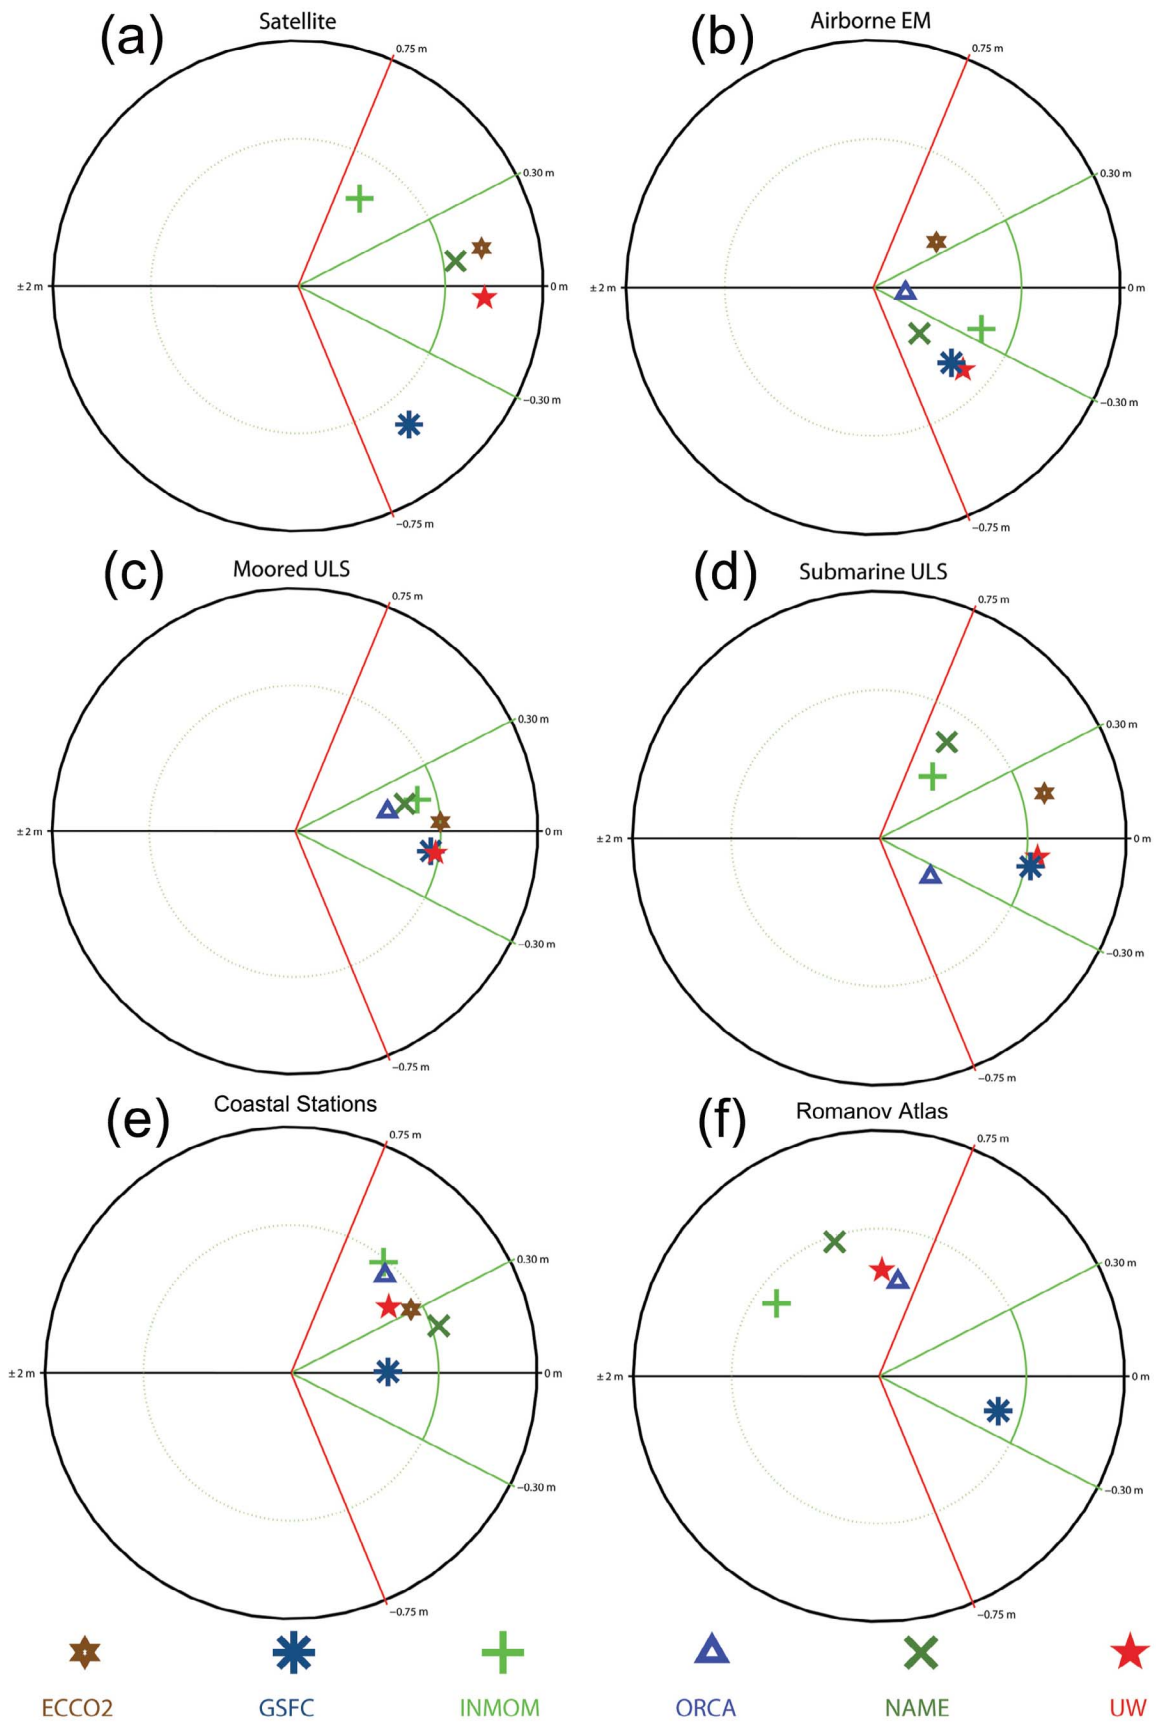 (a)
Satellite
0.75 m
0.30 m
±2 m
0 m
−0.30 m
−0.75 m
(b)
Airborne EM
0.75 m
0.30 m
±2 m
0 m
−0.30 m
−0.75 m
(c)
Moored ULS
0.75 m
0.30 m
±2 m
0 m
−0.30 m
−0.75 m
(d)
Submarine ULS
0.75 m
0.30 m
±2 m
0 m
−0.30 m
−0.75 m
(e)
Coastal Stations
0.75 m
0.30 m
±2 m
0 m
−0.30 m
−0.75 m
(f)
Romanov Atlas
0.75 m
0.30 m
±2 m
0 m
−0.30 m
−0.75 m
ECCO2
GSFC
INMOM
ORCA
NAME
UW